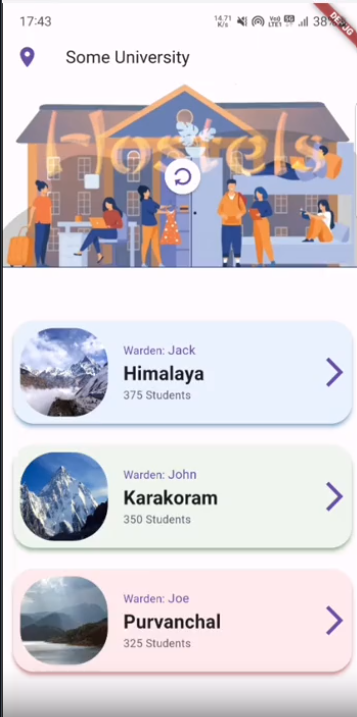 17:43
14.71
K/s
Vo)
LTE1
5G
38%
DEBUG
Some University
Hostels
Warden: Jack
Himalaya
375 Students
Warden: John
Karakoram
350 Students
Warden: Joe
Purvanchal
325 Students